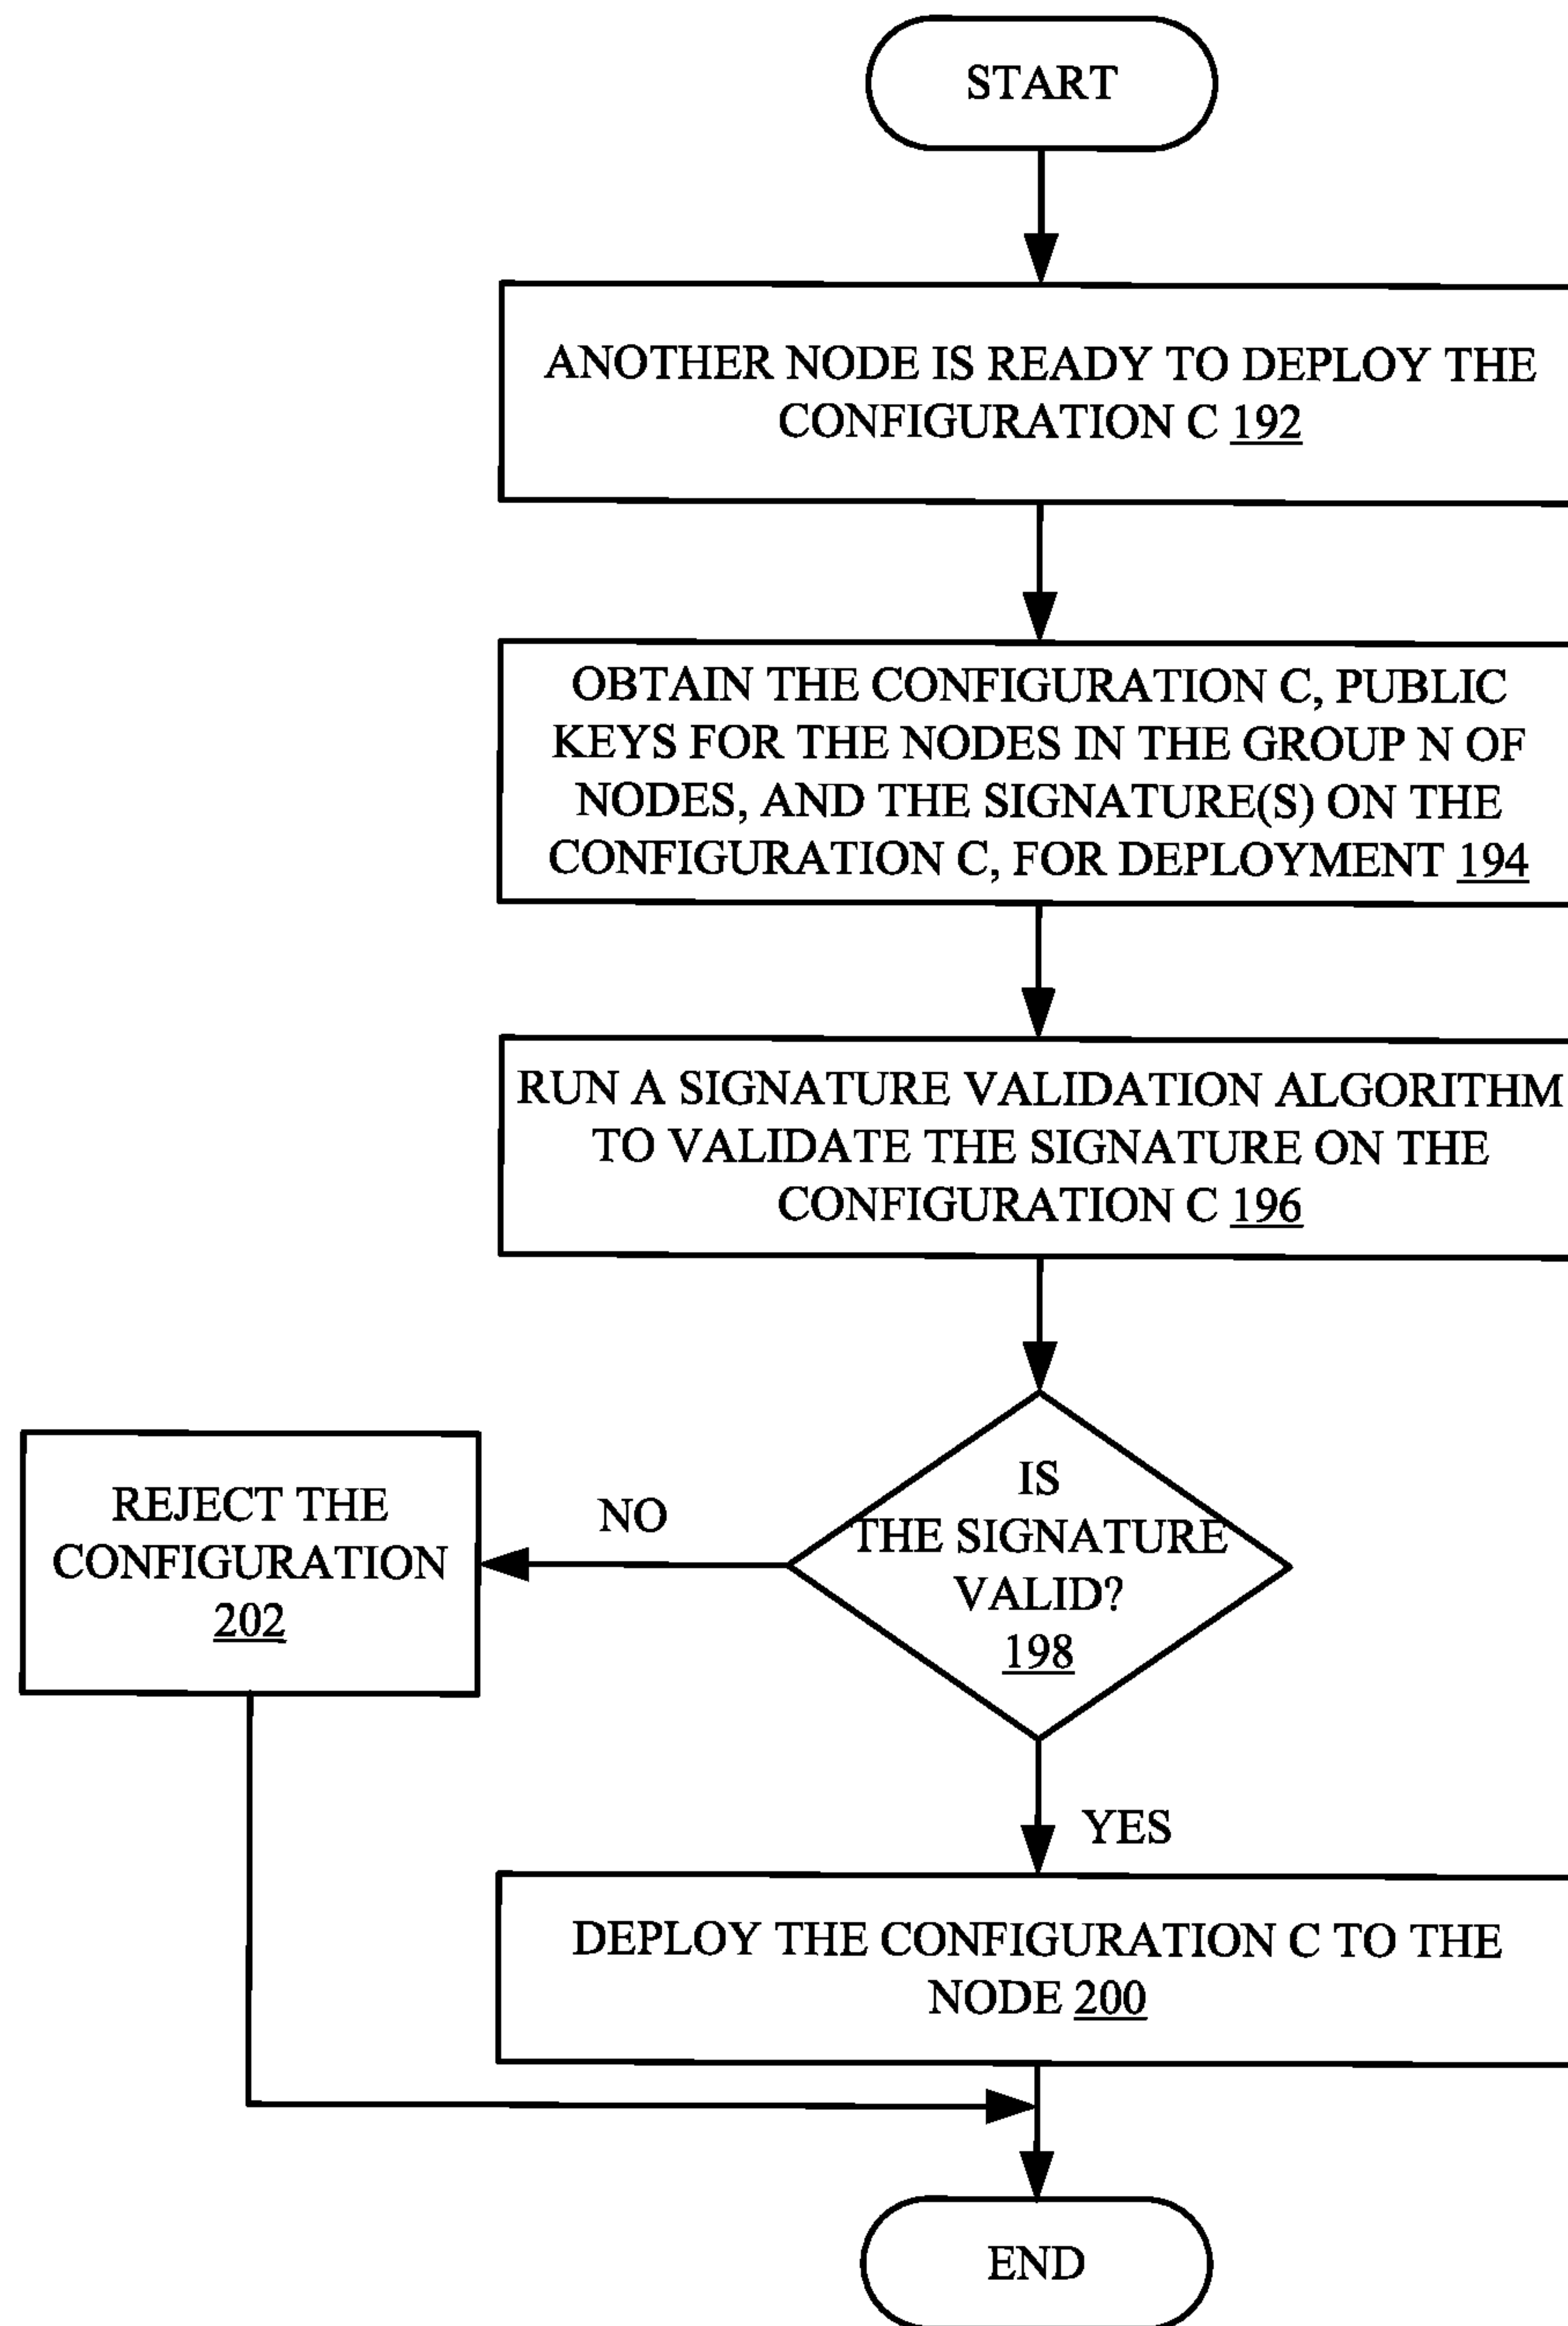 START
ANOTHER NODE IS READY TO DEPLOY THE
CONFIGURATION C 192
OBTAIN THE CONFIGURATION C, PUBLIC
KEYS FOR THE NODES IN THE GROUP N OF
NODES, AND THE SIGNATURE(S) ON THE
CONFIGURATION C, FOR DEPLOYMENT 194
RUN A SIGNATURE VALIDATION ALGORITHM
TO VALIDATE THE SIGNATURE ON THE
CONFIGURATION C 196
IS
THE SIGNATURE
VALID?
198
NO
REJECT THE
CONFIGURATION
202
YES
DEPLOY THE CONFIGURATION C TO THE
NODE 200
END